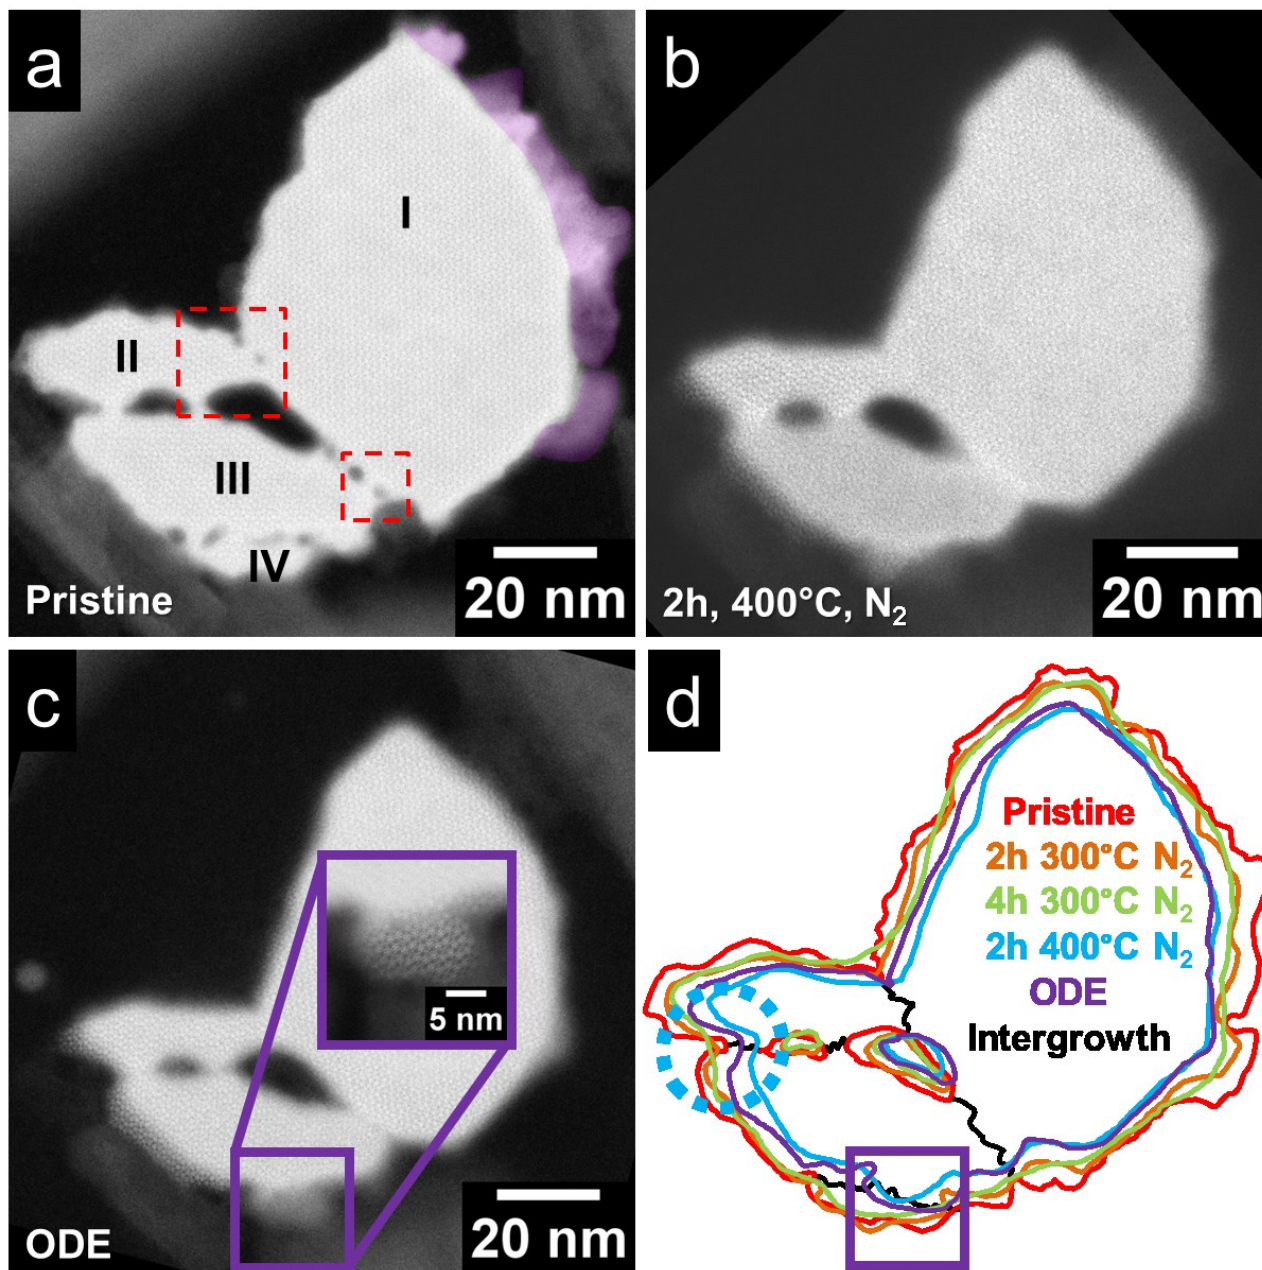 a
I
II
III
IV
Pristine
20 nm
b
2h, 400°C, N₂
20 nm
c
5 nm
ODE
20 nm
d
Pristine
2h 300°C N₂
4h 300°C N₂
2h 400°C N₂
ODE
Intergrowth